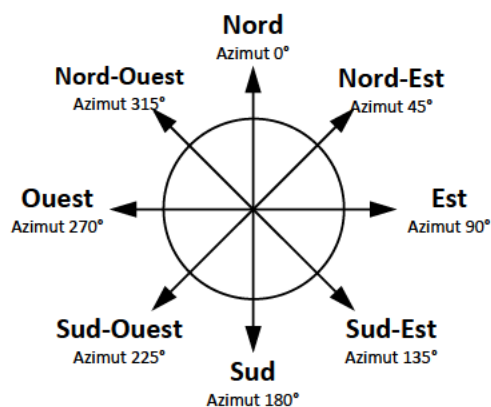 Nord
Azimut 0°
Nord-Ouest
Azimut 315°
Nord-Est
Azimut 45°
Ouest
Azimut 270°
Est
Azimut 90°
Sud-Ouest
Azimut 225°
Sud-Est
Azimut 135°
Sud
Azimut 180°